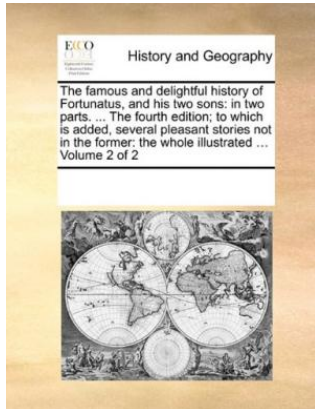 ECCO
History and Geography
The famous and delightful history of
Fortunatus, and his two sons: in two
parts. ... The fourth edition; to which
is added, several pleasant stories not
in the former: the whole illustrated ...
Volume 2 of 2